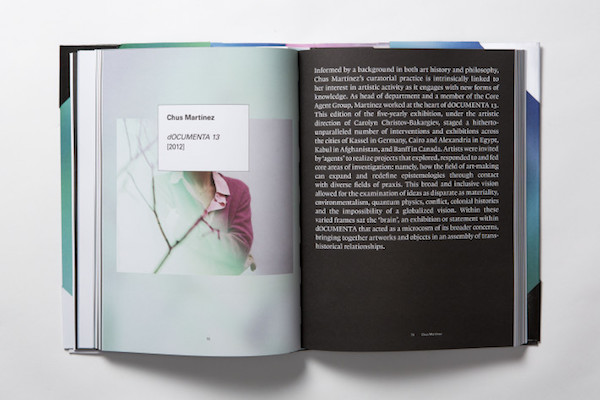 Chus Martínez
dOCUMENTA 13
[2012]
Informed by a background in both art history and philosophy,
Chus Martínez's curatorial practice is intrinsically linked to
her interest in artistic activity as it engages with new forms of
knowledge. As head of department and a member of the Core
Agent Group, Martínez worked at the heart of dOCUMENTA 13.
This edition of the five-yearly exhibition, under the artistic
direction of Carolyn Christov-Bakargiev, staged a hitherto-
unparalleled number of interventions and exhibitions across
the cities of Kassel in Germany, Cairo and Alexandria in Egypt,
Kabul in Afghanistan, and Banff in Canada. Artists were invited
by 'agents' to realize projects that explored, responded to and fed
core areas of investigation: namely, how the field of art-making
can expand and redefine epistemologies through contact
with diverse fields of praxis. This broad and inclusive vision
allowed for the examination of ideas as disparate as materiality,
environmentalism, quantum physics, conflict, colonial histories
and the impossibility of a globalized vision. Within these
varied frames sat the 'brain', an exhibition or statement within
dOCUMENTA that acted as a microcosm of its broader concerns,
bringing together artworks and objects in an assembly of trans-
historical relationships.
Chus Martínez